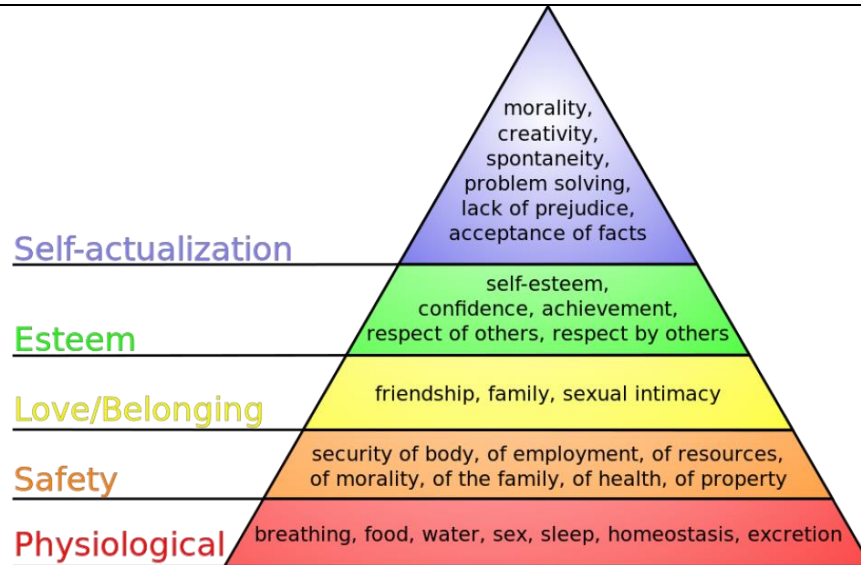 morality,
creativity,
spontaneity,
problem solving,
lack of prejudice,
acceptance of facts
Self-actualization
self-esteem,
confidence, achievement,
respect of others, respect by others
Esteem
friendship, family, sexual intimacy
Love/Belonging
security of body, of employment, of resources,
of morality, of the family, of health, of property
Safety
breathing, food, water, sex, sleep, homeostasis, excretion
Physiological